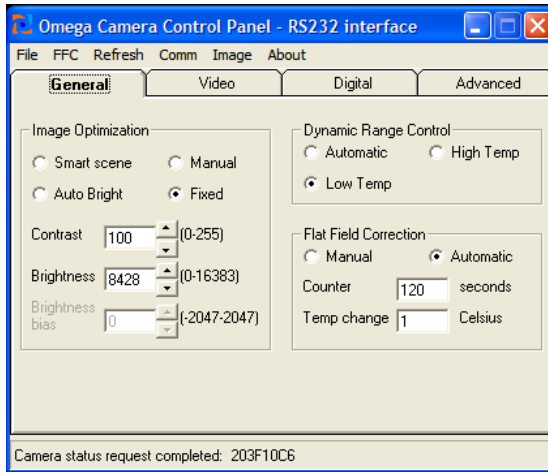 Omega Camera Control Panel - RS232 interface
File FFC Refresh Comm Image About
General Video Digital Advanced
Image Optimization
Smart scene Manual
Auto Bright Fixed
Contrast 100 (0-255)
Brightness 8428 (0-16383)
Brightness bias 0 (-2047-2047)
Dynamic Range Control
Automatic High Temp
Low Temp
Flat Field Correction
Manual Automatic
Counter 120 seconds
Temp change 1 Celsius
Camera status request completed: 203F10C6